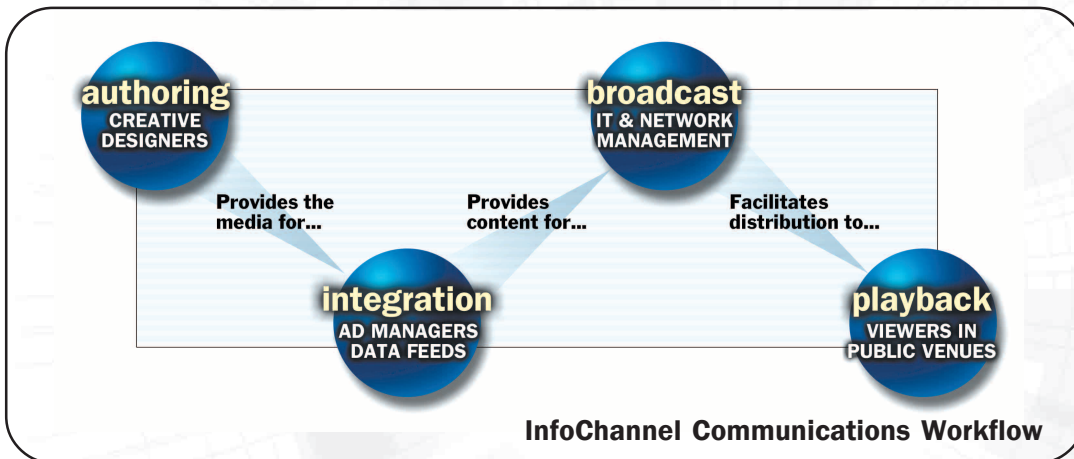 authoring
CREATIVE
DESIGNERS
Provides the
media for...
integration
AD MANAGERS
DATA FEEDS
Provides
content for...
broadcast
IT & NETWORK
MANAGEMENT
Facilitates
distribution to...
playback
VIEWERS IN
PUBLIC VENUES
InfoChannel Communications Workflow